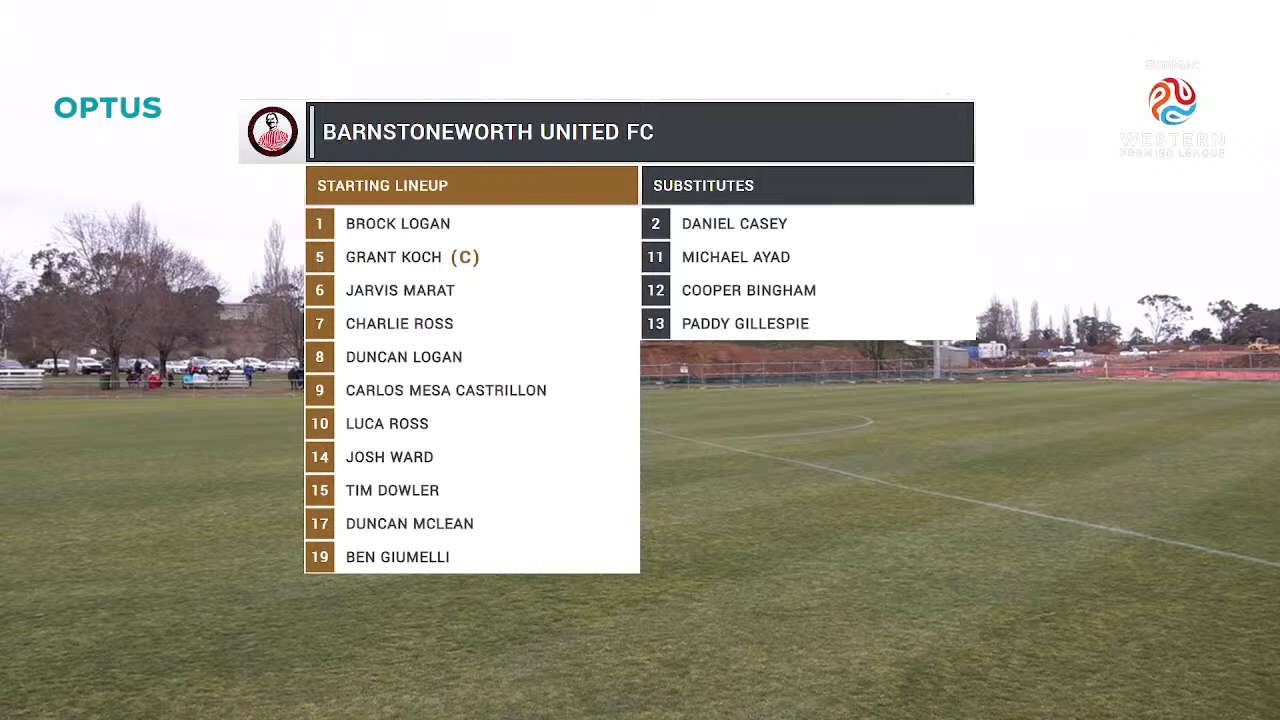 OPTUS
BARNSTONEWORTH UNITED FC
STARTING LINEUP
1 BROCK LOGAN
5 GRANT KOCH (C)
6 JARVIS MARAT
7 CHARLIE ROSS
8 DUNCAN LOGAN
9 CARLOS MESA CASTRILLON
10 LUCA ROSS
14 JOSH WARD
15 TIM DOWLER
17 DUNCAN MCLEAN
19 BEN GIUMELLI
SUBSTITUTES
2 DANIEL CASEY
11 MICHAEL AYAD
12 COOPER BINGHAM
13 PADDY GILLESPIE
WESTERN
PREMIER LEAGUE